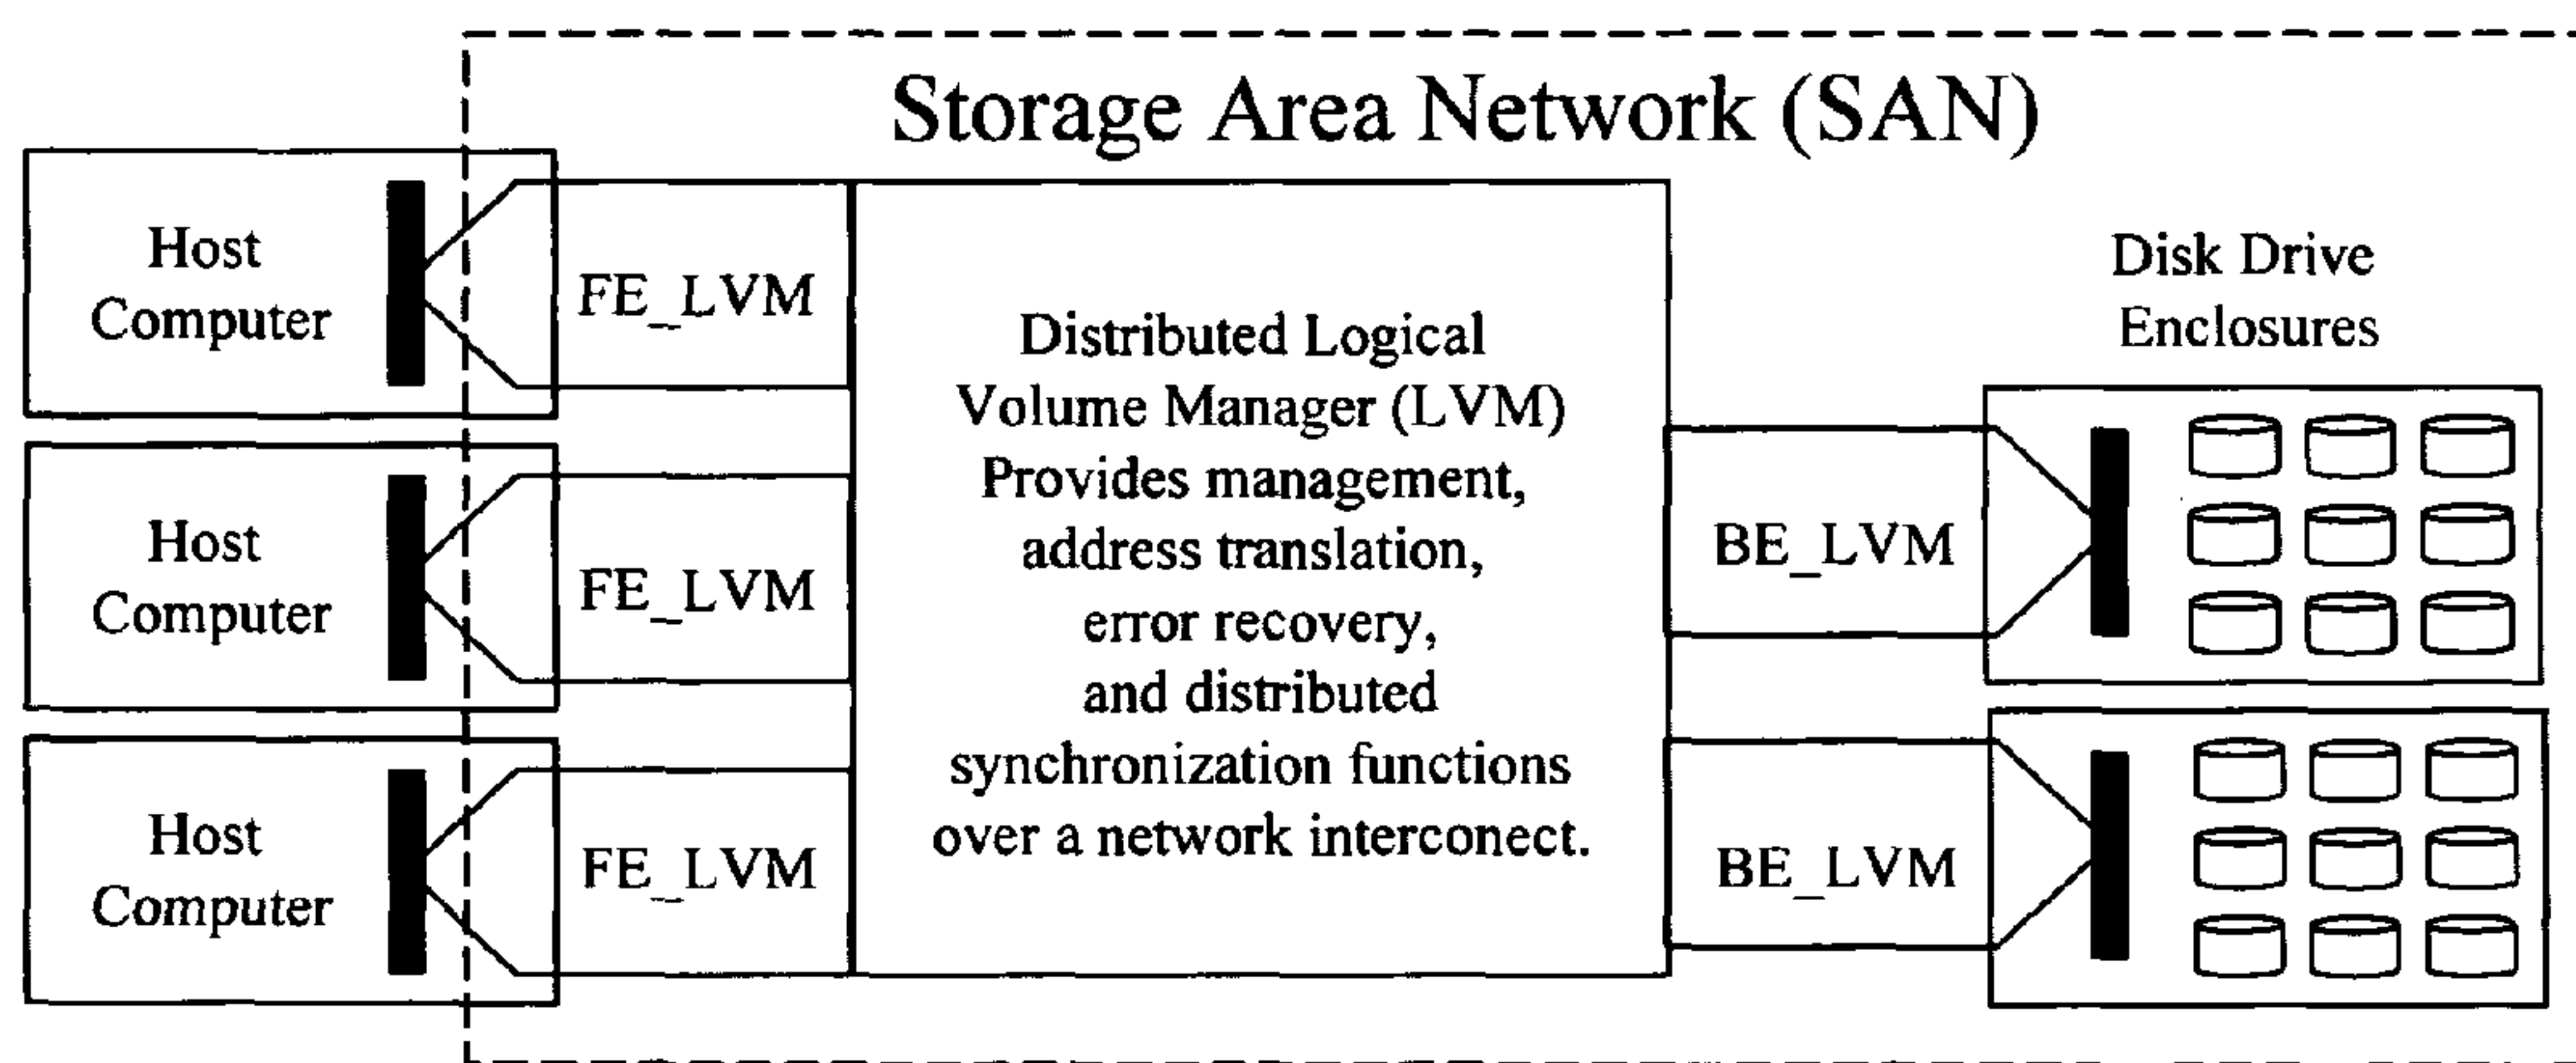 Storage Area Network (SAN)
Host
Computer
FE_LVM
Host
Computer
FE_LVM
Host
Computer
FE_LVM
Distributed Logical
Volume Manager (LVM)
Provides management,
address translation,
error recovery,
and distributed
synchronization functions
over a network interconect.
BE_LVM
BE_LVM
Disk Drive
Enclosures